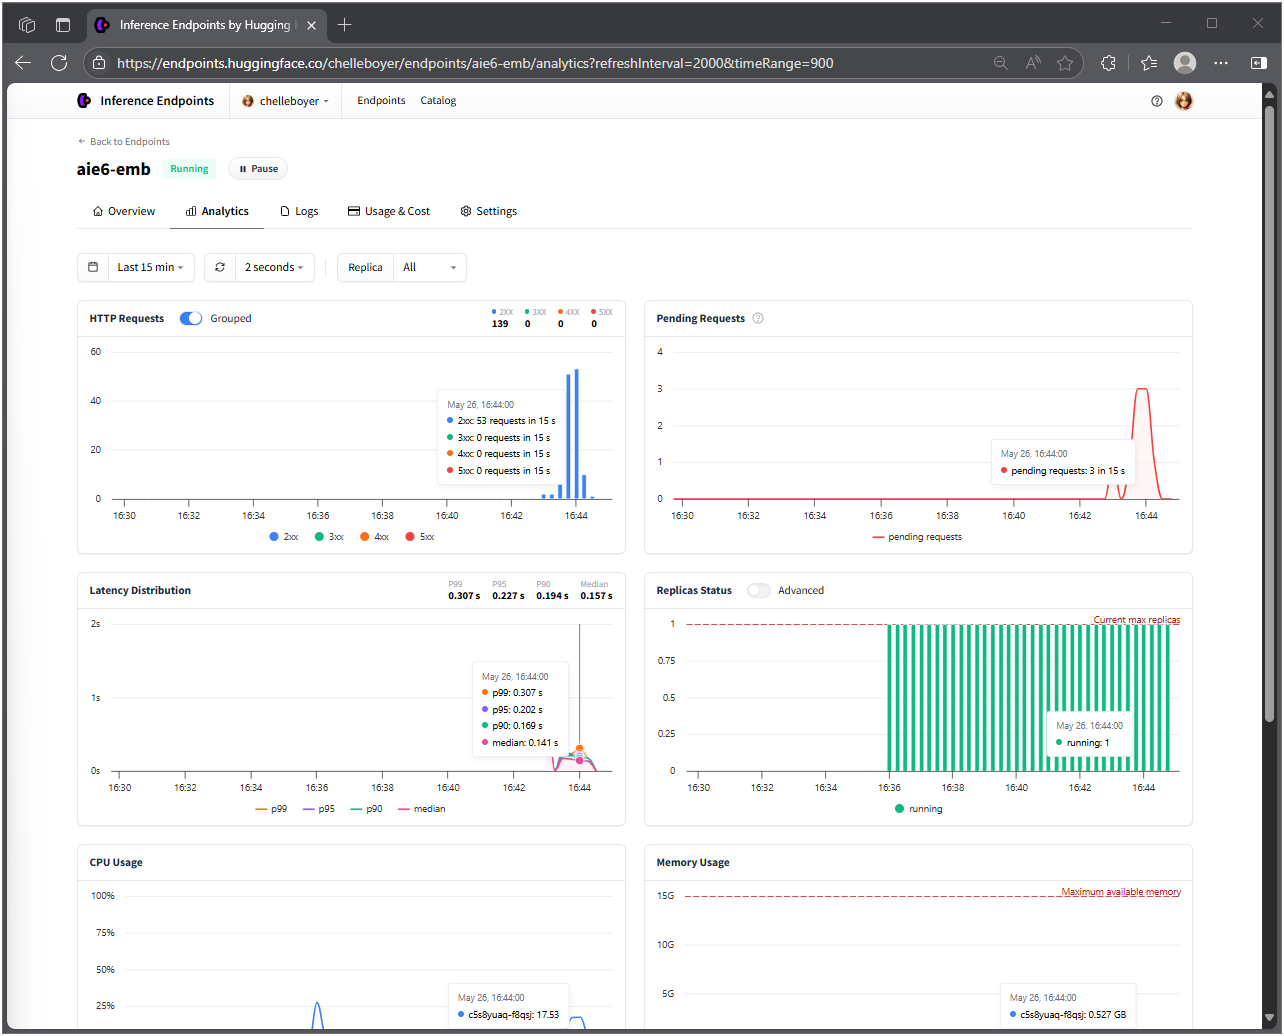 Inference Endpoints by Hugging
https://endpoints.huggingface.co/chelleboyer/endpoints/aie6-emb/analytics?refreshInterval=2000&timeRange=900
Inference Endpoints
chelleboyer
Endpoints
Catalog
← Back to Endpoints
aie6-emb
Running
Pause
Overview
Analytics
Logs
Usage & Cost
Settings
Last 15 min
2 seconds
Replica
All
HTTP Requests
Grouped
2XX 3XX 4XX 5XX
139 0 0 0
60
40
20
0
May 26, 16:44:00
2xx: 53 requests in 15 s
3xx: 0 requests in 15 s
4xx: 0 requests in 15 s
5xx: 0 requests in 15 s
16:30 16:32 16:34 16:36 16:38 16:40 16:42 16:44
2xx 3xx 4xx 5xx
Pending Requests
4
3
2
1
0
May 26, 16:44:00
pending requests: 3 in 15 s
16:30 16:32 16:34 16:36 16:38 16:40 16:42 16:44
pending requests
Latency Distribution
P99 P95 P90 Median
0.307 s 0.227 s 0.194 s 0.157 s
2s
1s
0s
May 26, 16:44:00
p99: 0.307 s
p95: 0.202 s
p90: 0.169 s
median: 0.141 s
16:30 16:32 16:34 16:36 16:38 16:40 16:42 16:44
p99 p95 p90 median
Replicas Status
Advanced
Current max replicas
1
0.75
0.5
0.25
0
May 26, 16:44:00
running: 1
16:30 16:32 16:34 16:36 16:38 16:40 16:42 16:44
running
CPU Usage
100%
75%
50%
25%
May 26, 16:44:00
c5s8yuaq-f8qsj: 17.53
Memory Usage
Maximum available memory
15G
10G
5G
May 26, 16:44:00
c5s8yuaq-f8qsj: 0.527 GB